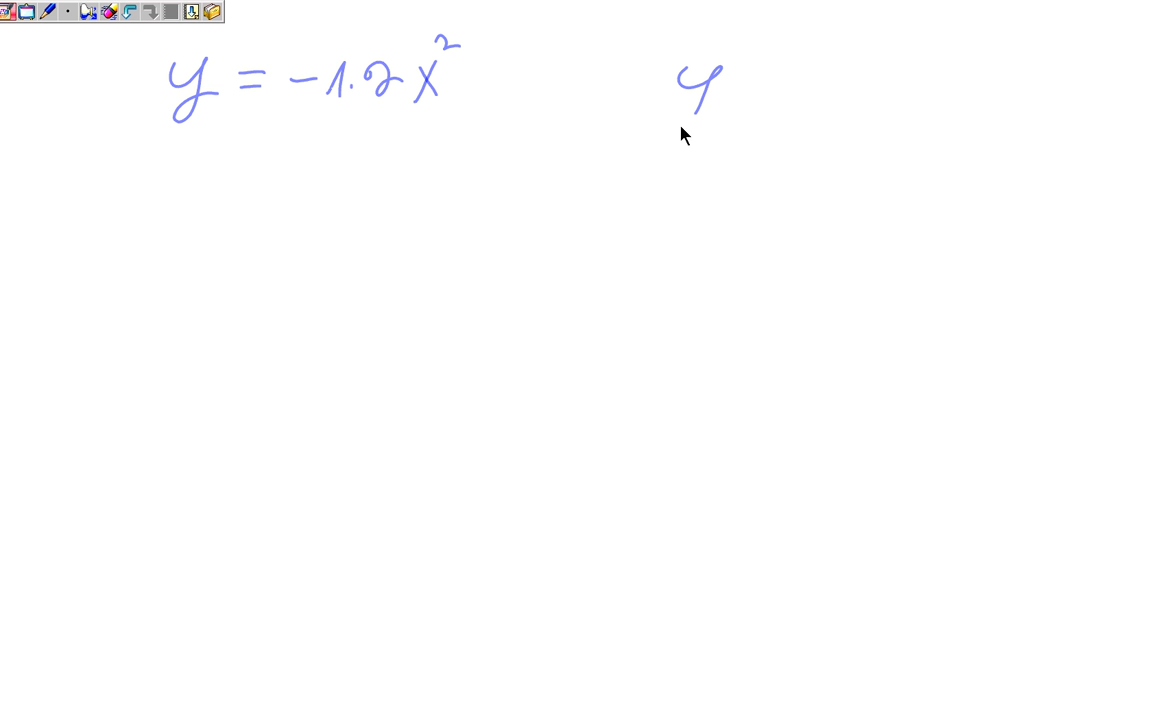 y = -1.2x² y